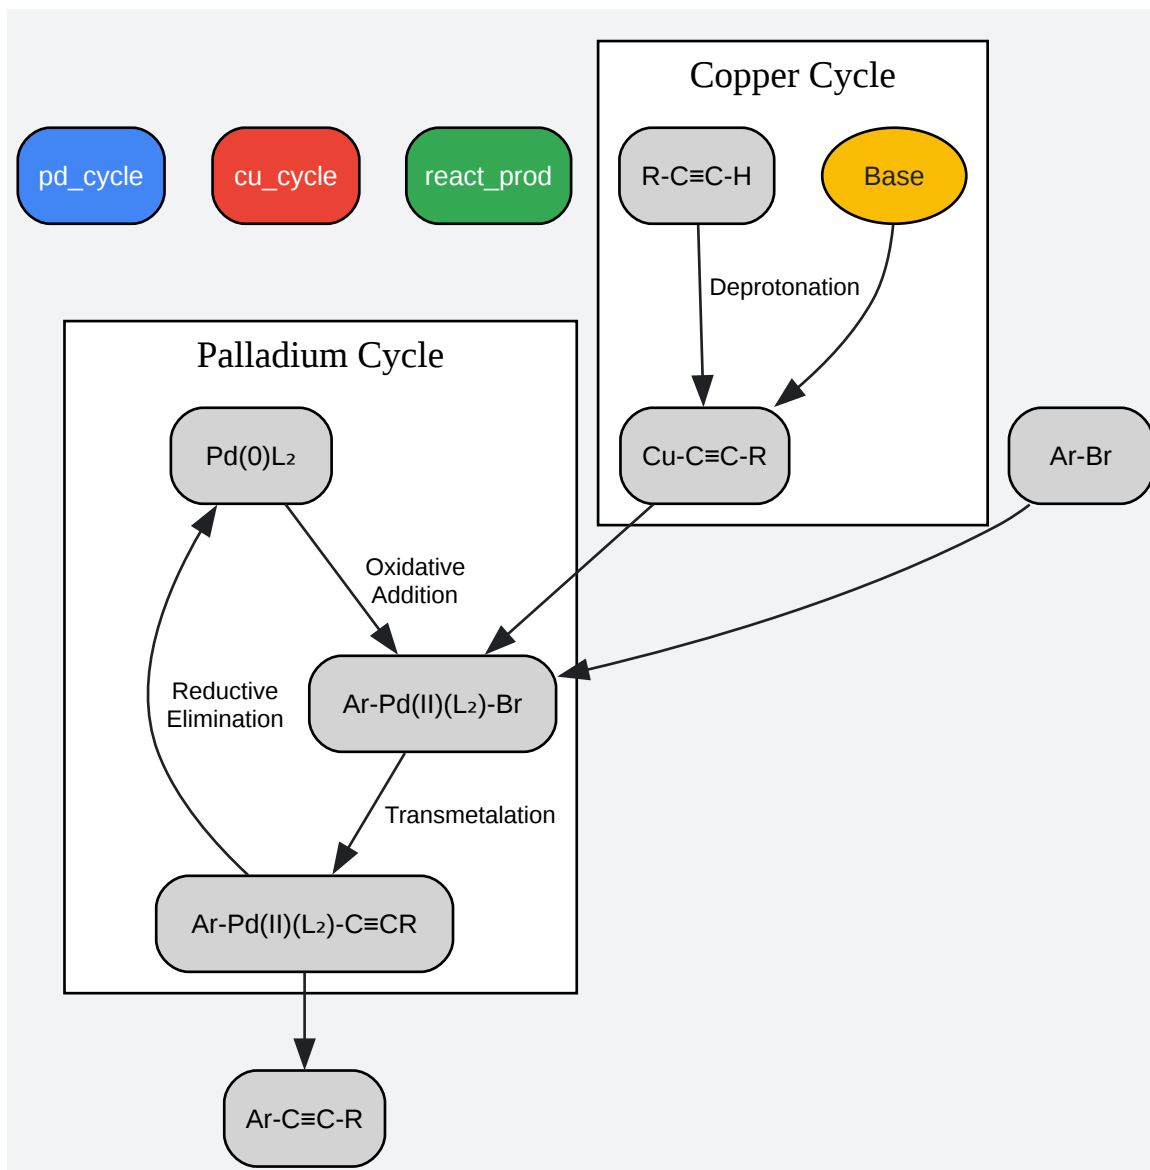 Copper Cycle
pd_cycle
cu_cycle
react_prod
R-C≡C-H
Base
Deprotonation
Palladium Cycle
Pd(0)L₂
Cu-C≡C-R
Ar-Br
Oxidative
Addition
Reductive
Elimination
Ar-Pd(II)(L₂)-Br
Transmetalation
Ar-Pd(II)(L₂)-C≡CR
Ar-C≡C-R